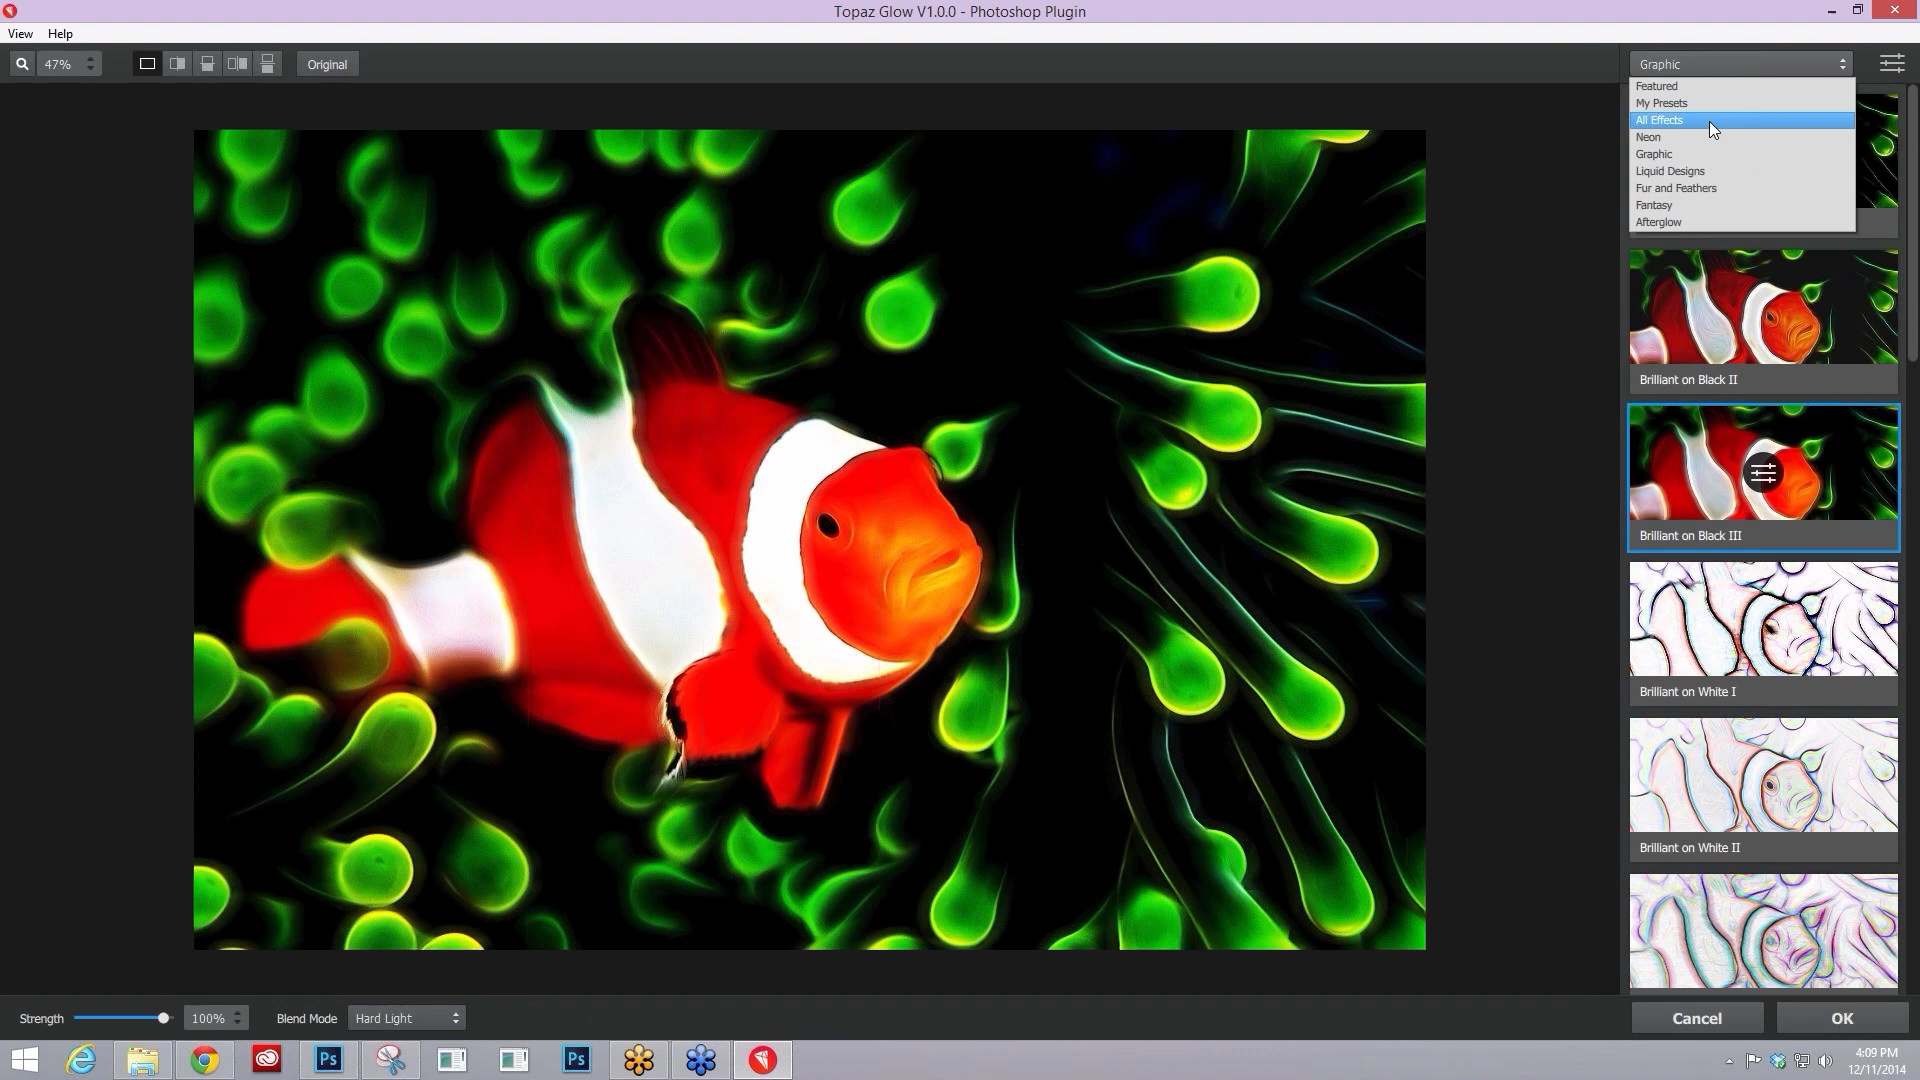 Topaz Glow V1.0.0 - Photoshop Plugin
View Help
47%
Original
Graphic
Featured
My Presets
All Effects
Neon
Graphic
Liquid Designs
Fur and Feathers
Fantasy
Afterglow
Brilliant on Black II
Brilliant on Black III
Brilliant on White I
Brilliant on White II
Strength
100%
Blend Mode
Hard Light
Cancel
OK
Ps
Ps
4:09 PM
12/11/2014